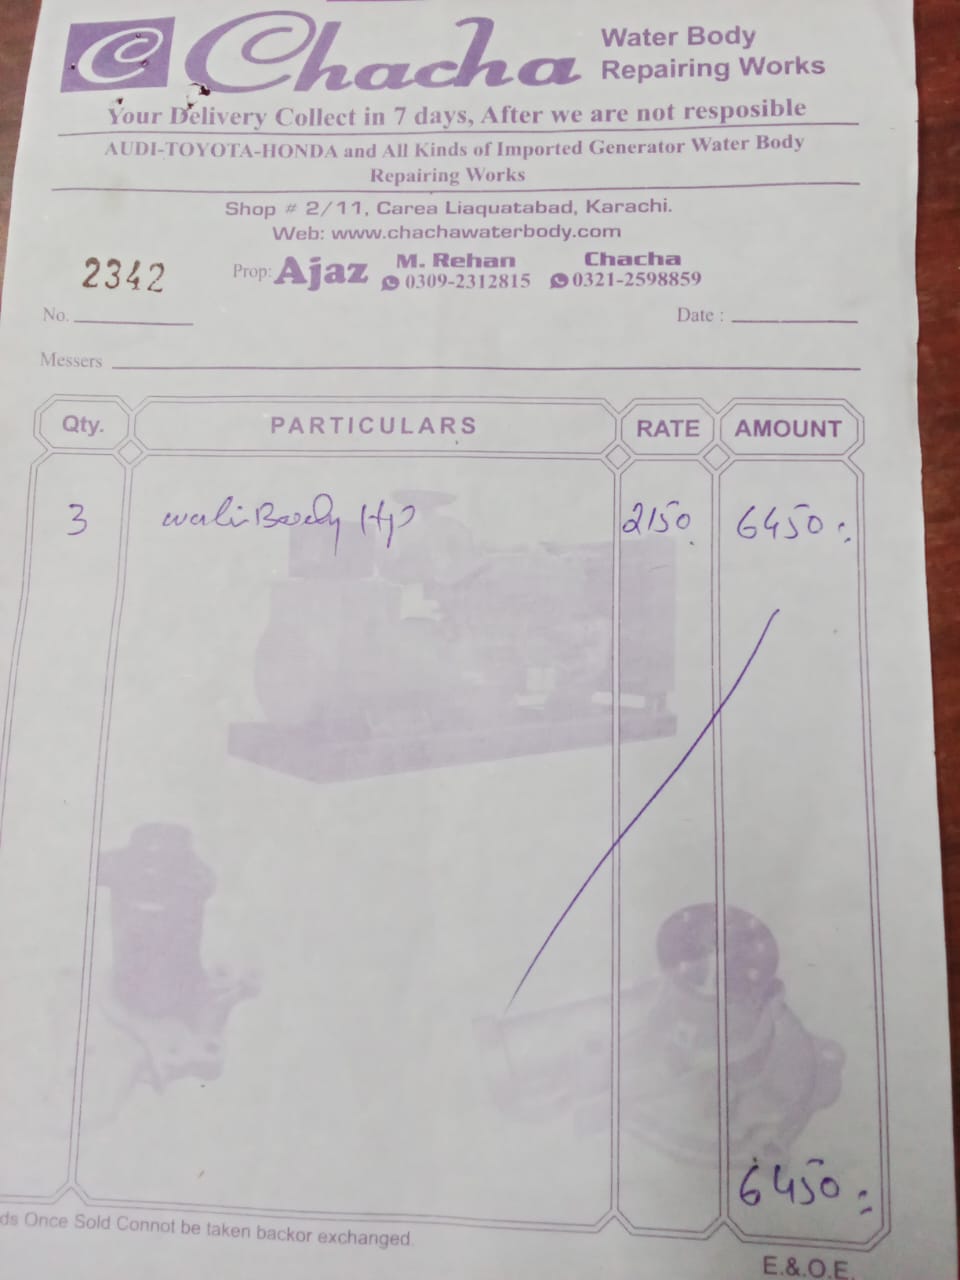 C Chacha Water Body
Repairing Works
Your Delivery Collect in 7 days, After we are not resposible
AUDI-TOYOTA-HONDA and All Kinds of Imported Generator Water Body
Repairing Works
Shop # 2/11, Carea Liaquatabad, Karachi.
Web: www.chachawaterbody.com
2342
Prop: Ajaz M. Rehan 0309-2312815 Chacha 0321-2598859
No. Date :
Messers
Qty. PARTICULARS RATE AMOUNT
3 Body 2150 6450
6450
ds Once Sold Connot be taken backor exchanged.
E.&.O.E.